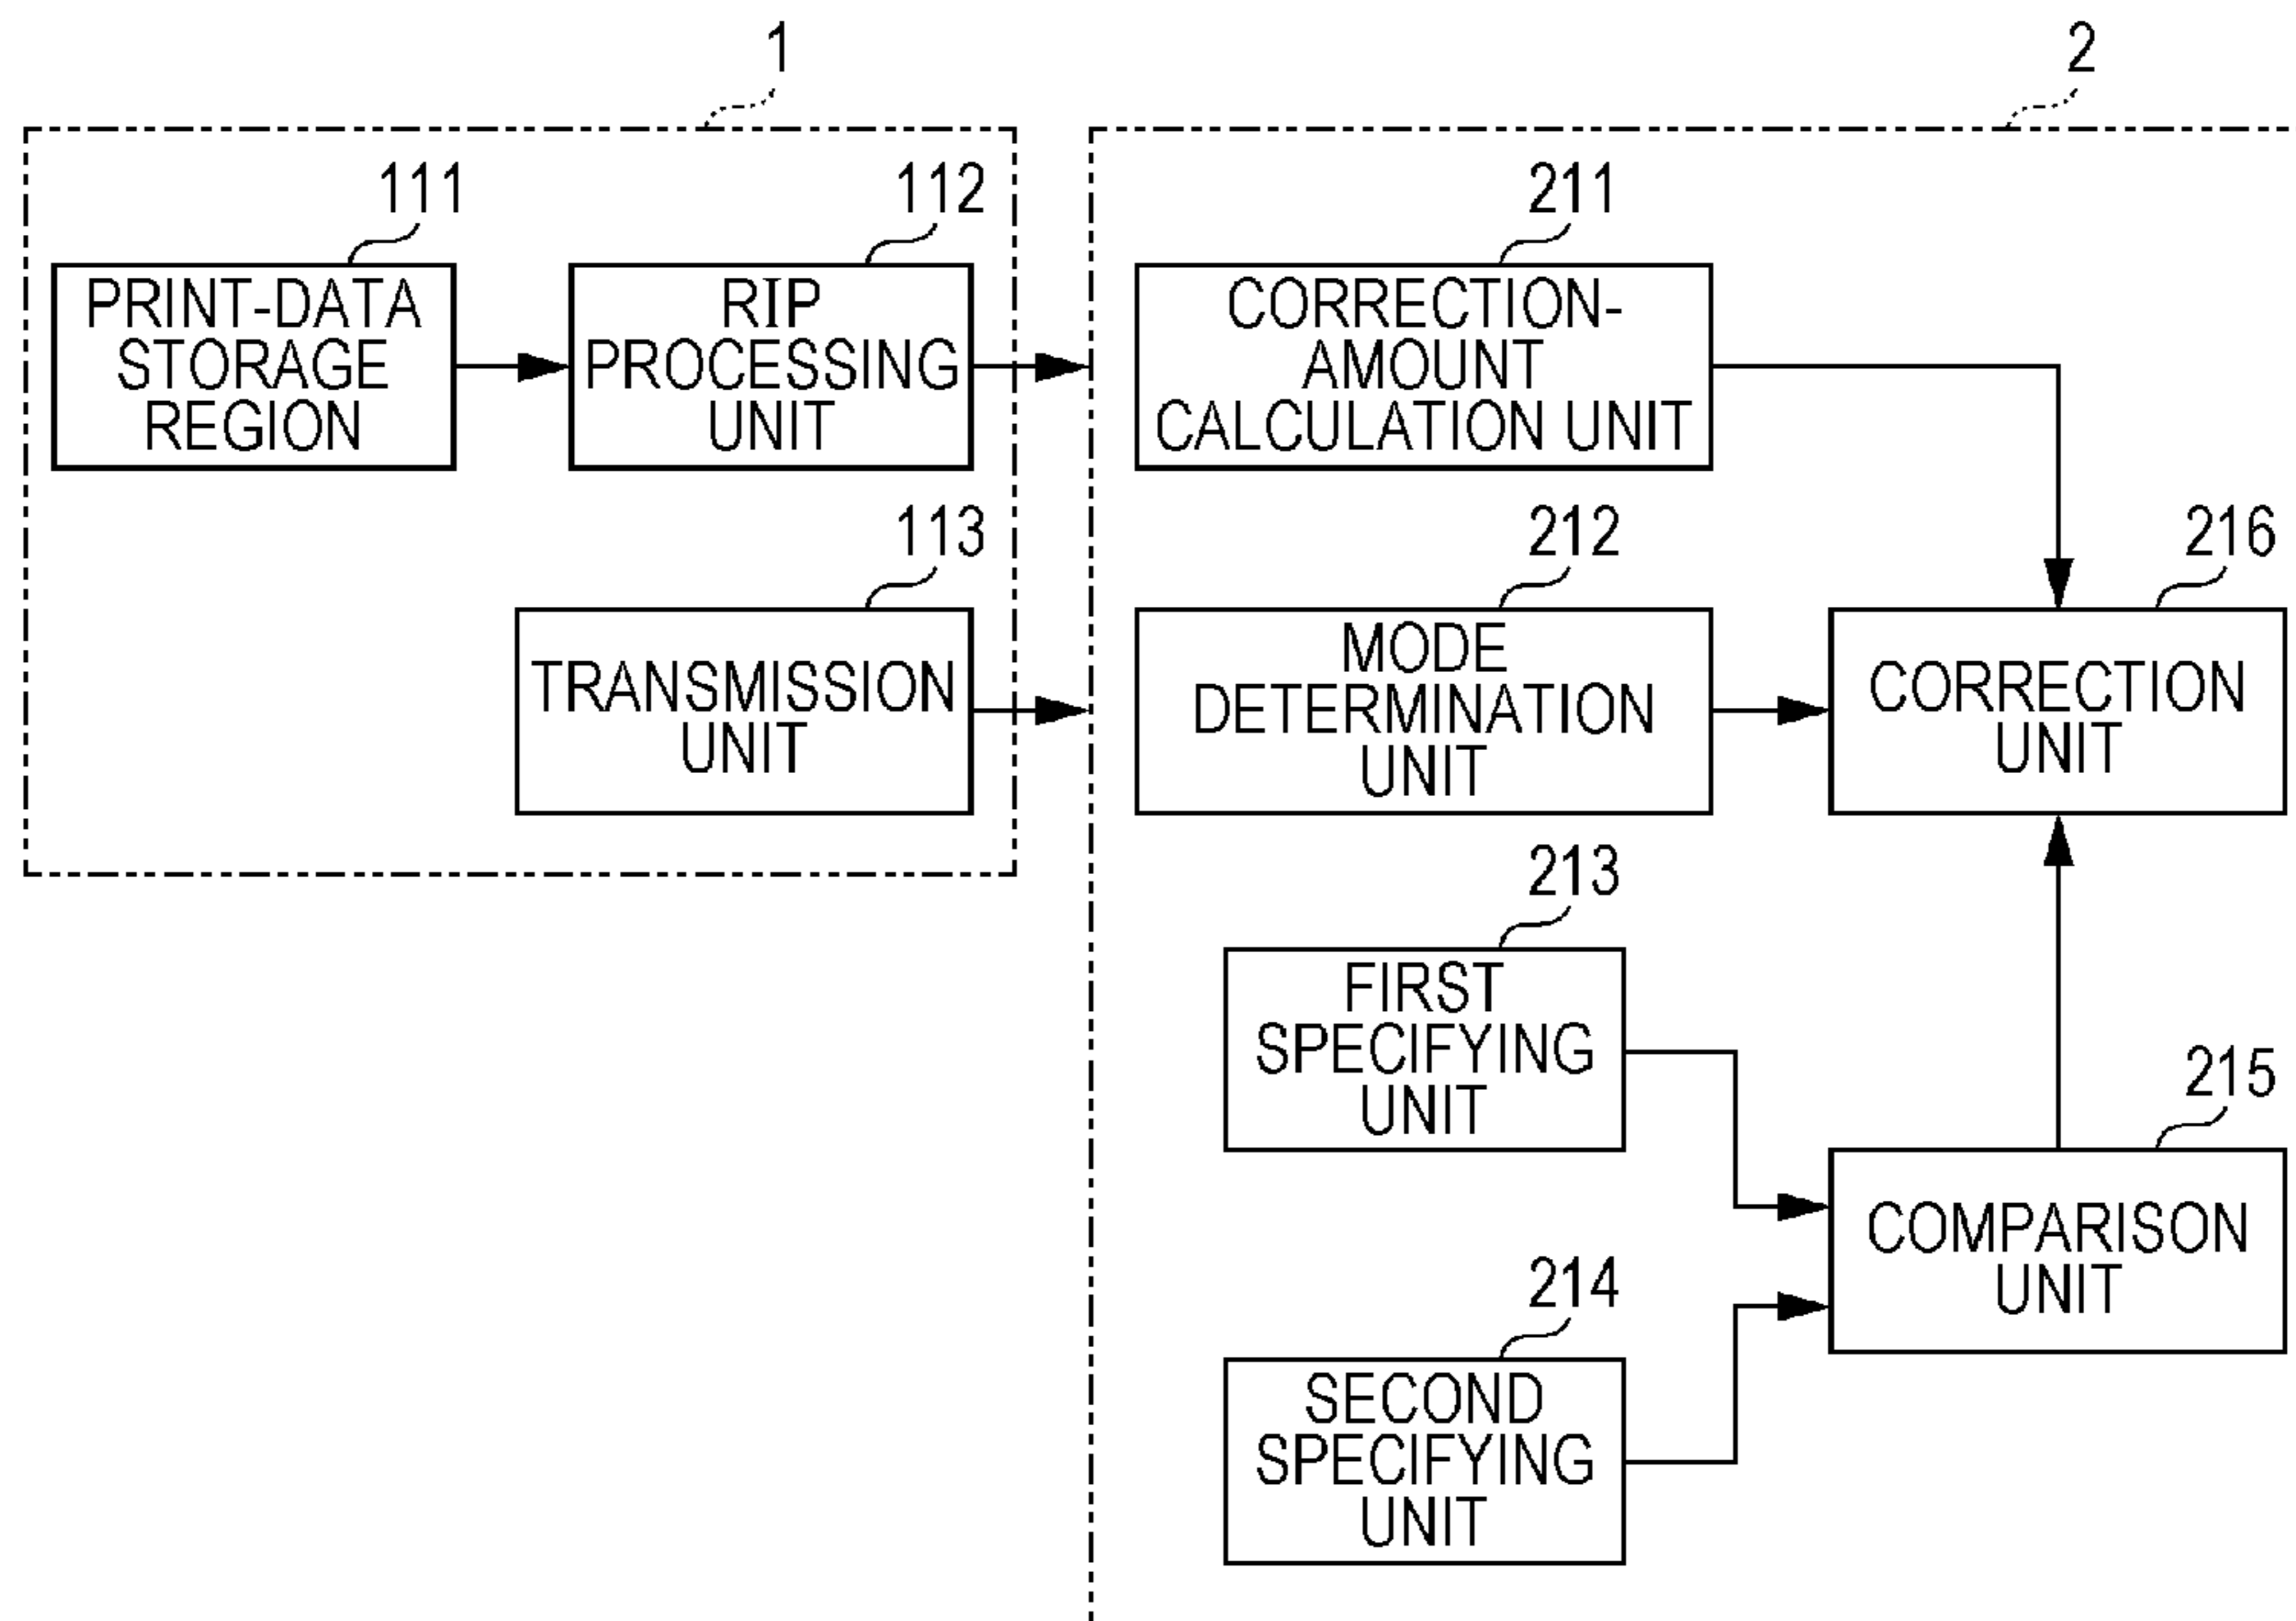 1
2
111
112
211
PRINT-DATA
STORAGE
REGION
RIP
PROCESSING
UNIT
CORRECTION-
AMOUNT
CALCULATION UNIT
113
212
216
TRANSMISSION
UNIT
MODE
DETERMINATION
UNIT
CORRECTION
UNIT
213
FIRST
SPECIFYING
UNIT
215
COMPARISON
UNIT
214
SECOND
SPECIFYING
UNIT